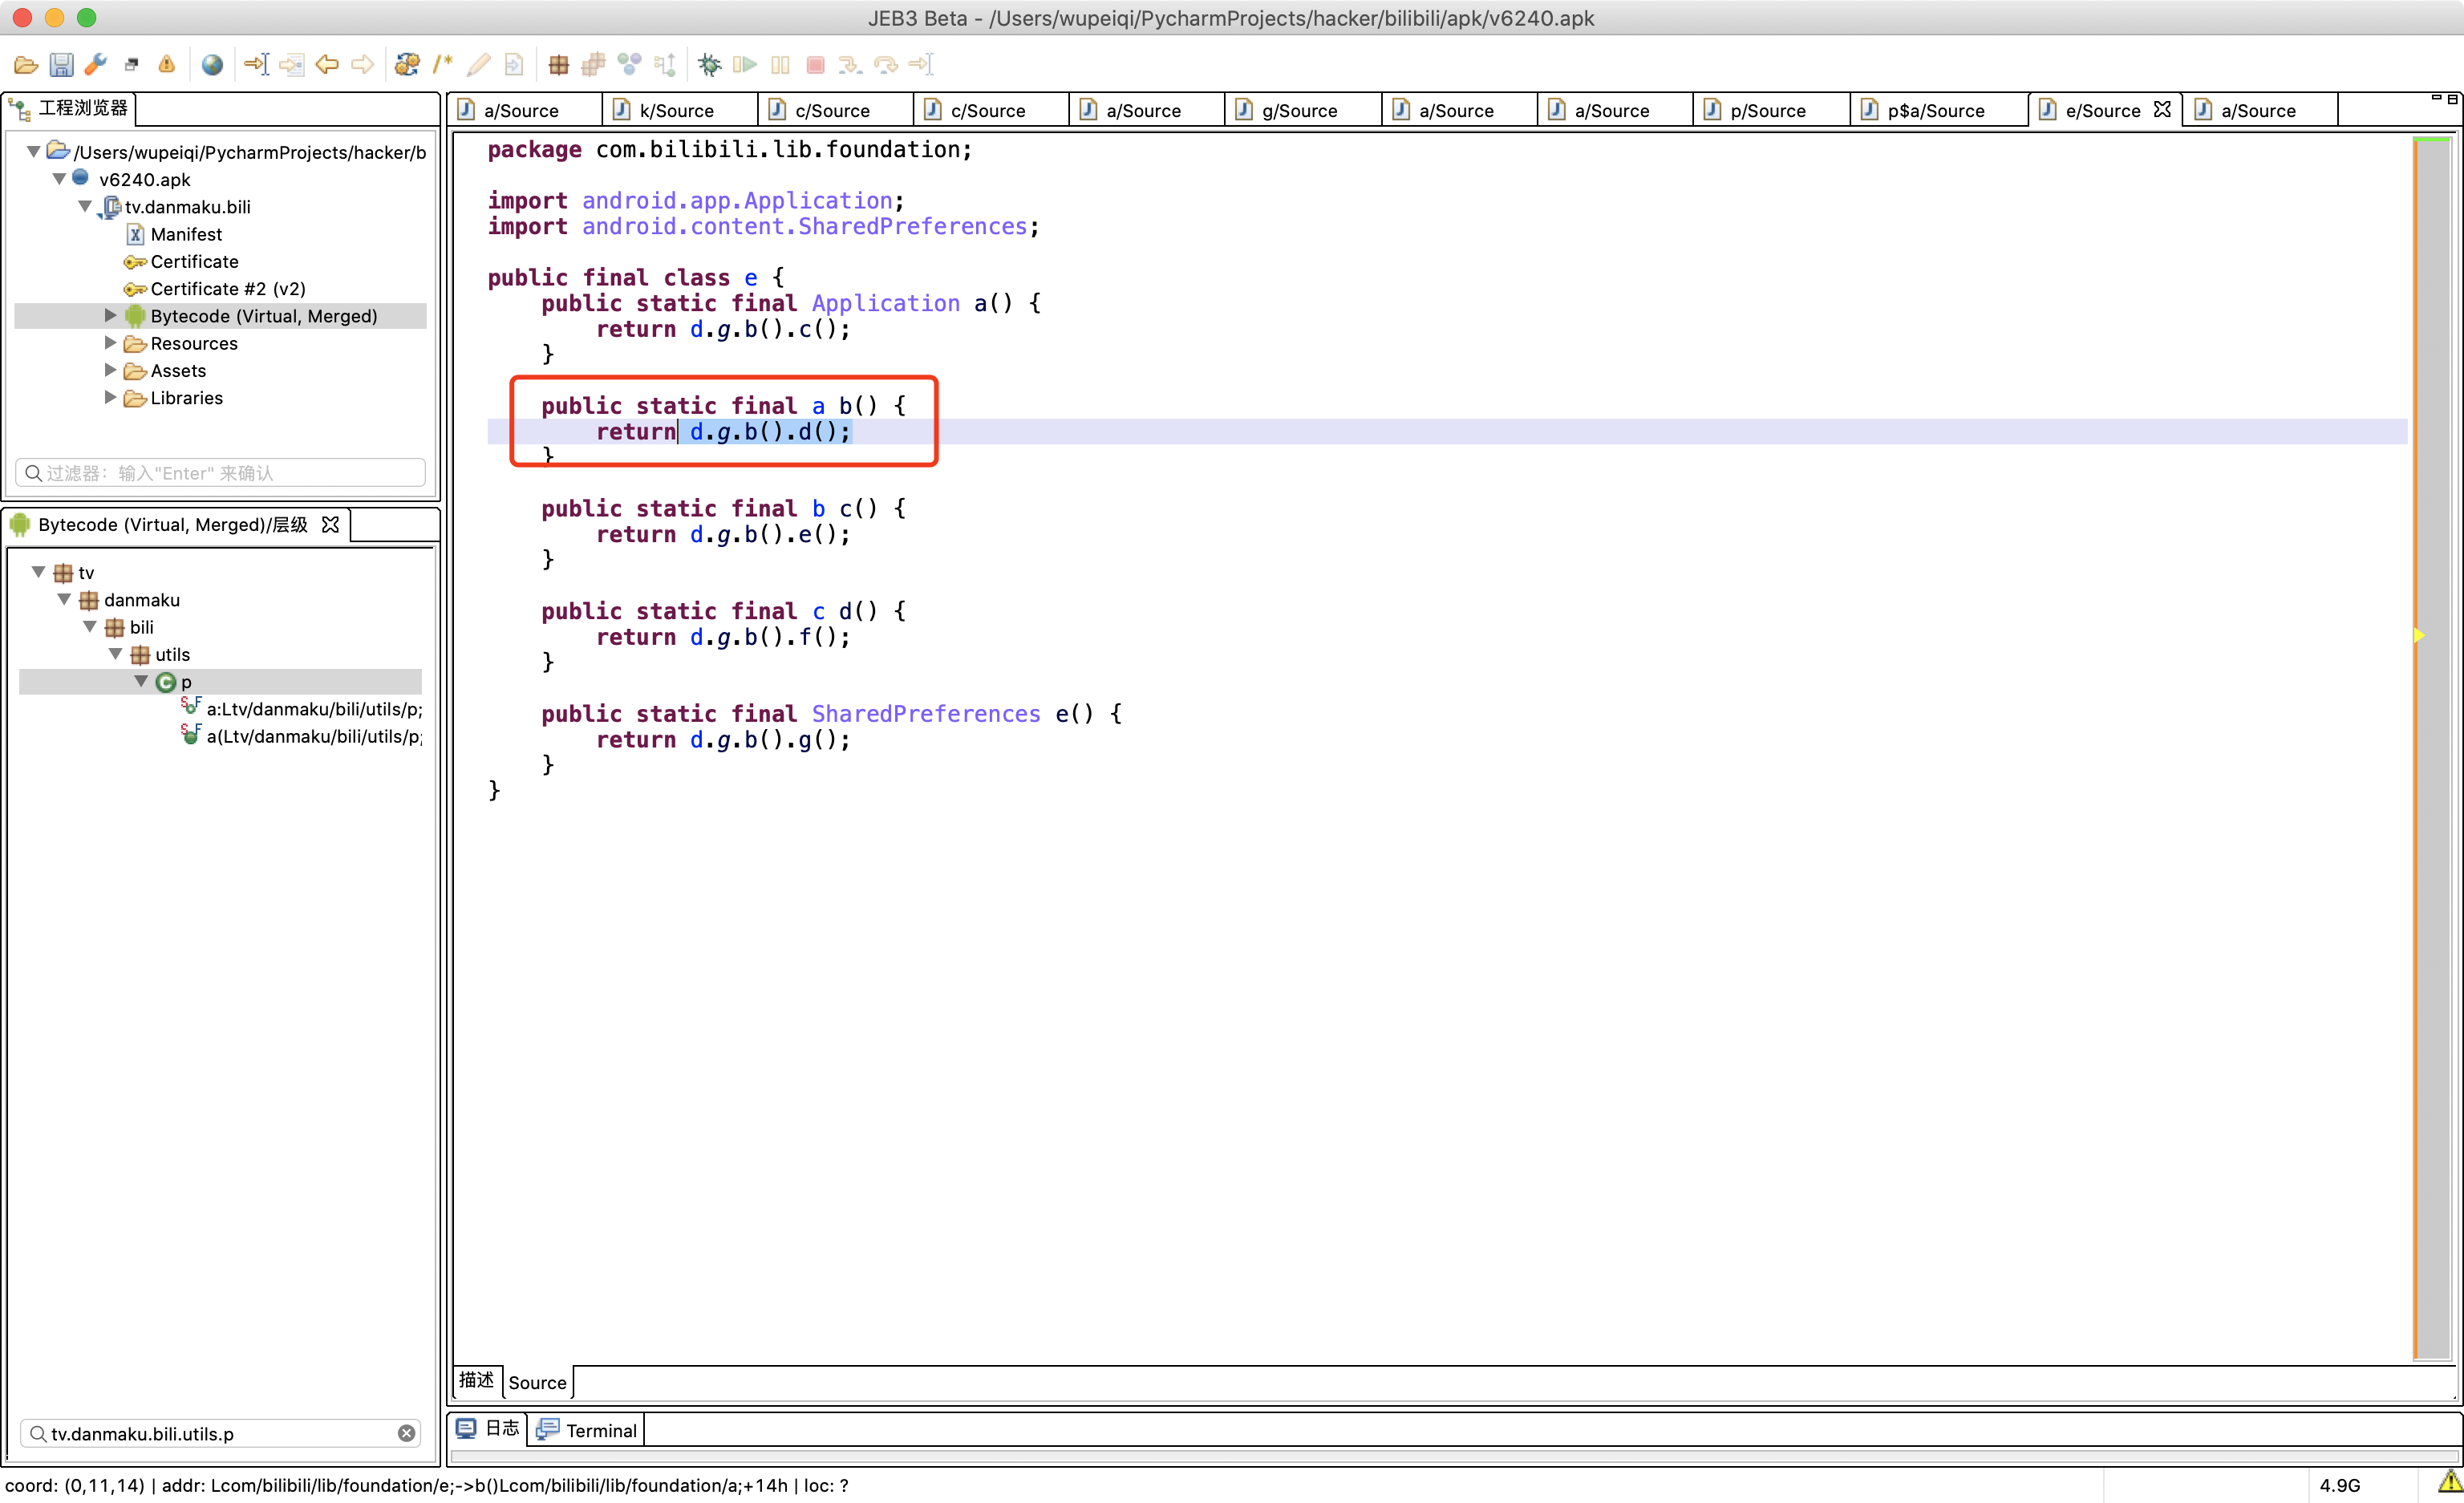 JEB3 Beta - /Users/wupeiqi/PycharmProjects/hacker/bilibili/apk/v6240.apk
工程浏览器
/Users/wupeiqi/PycharmProjects/hacker/b
v6240.apk
tv.danmaku.bili
Manifest
Certificate
Certificate #2 (v2)
Bytecode (Virtual, Merged)
Resources
Assets
Libraries
过滤器: 输入"Enter" 来确认
Bytecode (Virtual, Merged)/层级
tv
danmaku
bili
utils
p
a:Ltv/danmaku/bili/utils/p;
a(Ltv/danmaku/bili/utils/p;
tv.danmaku.bili.utils.p
a/Source k/Source c/Source c/Source a/Source g/Source a/Source a/Source p/Source p$a/Source e/Source a/Source
package com.bilibili.lib.foundation;
import android.app.Application;
import android.content.SharedPreferences;
public final class e {
public static final Application a() {
return d.g.b().c();
}
public static final a b() {
return d.g.b().d();
}
public static final b c() {
return d.g.b().e();
}
public static final c d() {
return d.g.b().f();
}
public static final SharedPreferences e() {
return d.g.b().g();
}
}
描述 Source
日志 Terminal
coord: (0,11,14) | addr: Lcom/bilibili/lib/foundation/e;->b()Lcom/bilibili/lib/foundation/a;+14h | loc: ?
4.9G